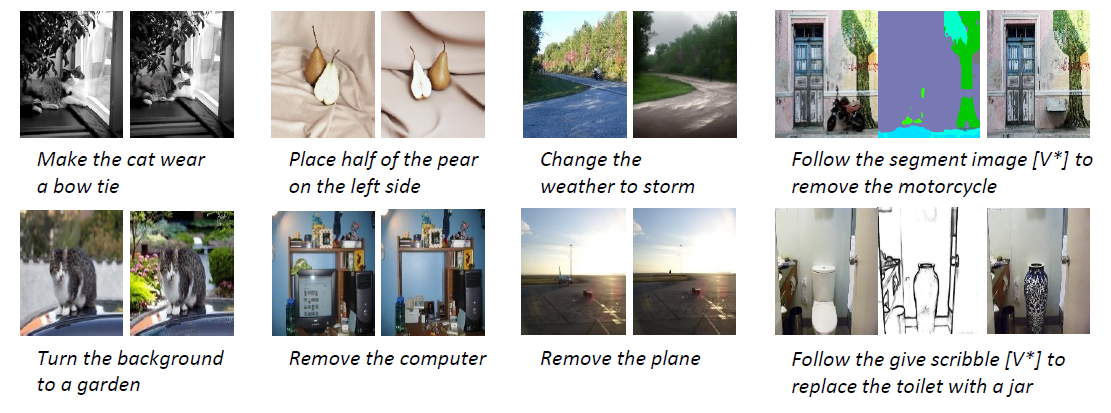 Make the cat wear
a bow tie
Place half of the pear
on the left side
Change the
weather to storm
Follow the segment image [V*] to
remove the motorcycle
Turn the background
to a garden
Remove the computer
Remove the plane
Follow the give scribble [V*] to
replace the toilet with a jar